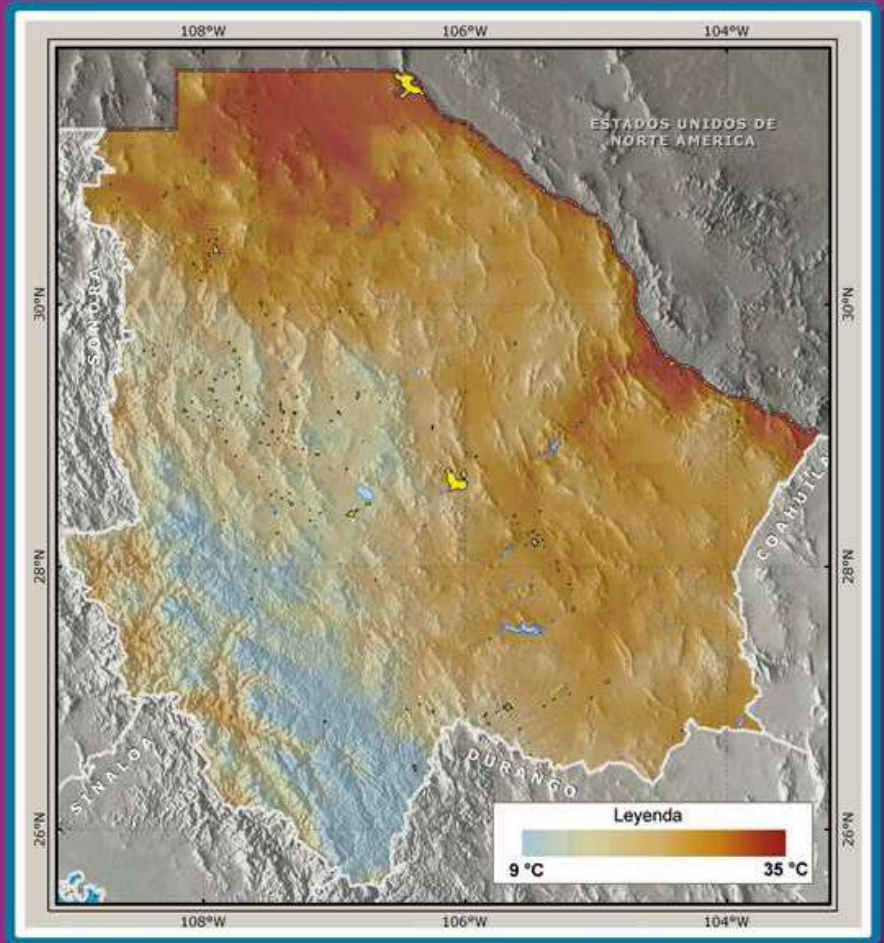 108°W 106°W 104°W
ESTADOS UNIDOS DE
NORTE AMERICA
SONORA
30°N 30°N
COAHUILA
28°N 28°N
SINALOA
DURANGO
26°N 26°N
Leyenda
9 °C 35 °C
108°W 106°W 104°W